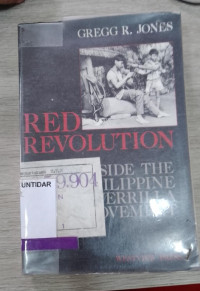 GREGG R. JONES
RED
REVOLUTION
SIDE THE
ILIPPINE
ERRILLA
OVEMENT
9.904
UNTIDAR